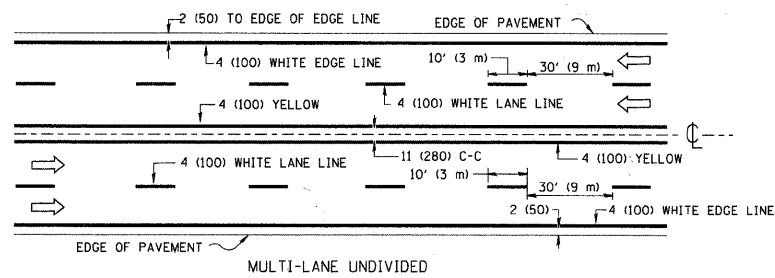 2 (50) TO EDGE OF EDGE LINE
EDGE OF PAVEMENT
4 (100) WHITE EDGE LINE
10' (3 m)
30' (9 m)
4 (100) YELLOW
4 (100) WHITE LANE LINE
CL
4 (100) WHITE LANE LINE
11 (280) C-C
4 (100) YELLOW
10' (3 m)
30' (9 m)
2 (50)
4 (100) WHITE EDGE LINE
EDGE OF PAVEMENT
MULTI-LANE UNDIVIDED